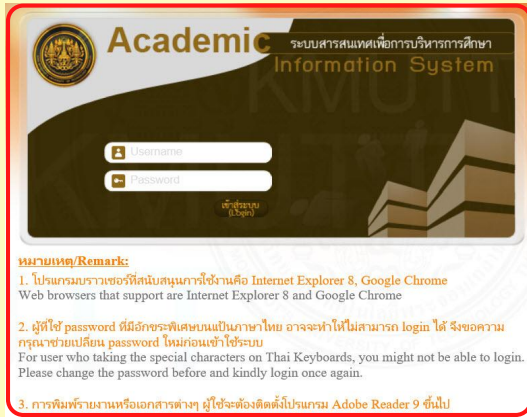 Academic
ระบบสารสนเทศเพื่อการบริหารการศึกษา
Information System
KMUTT
Username
Password
เข้าสู่ระบบ
(Login)
หมายเหตุ/Remark:
1. โปรแกรมบราวเซอร์ที่สนับสนุนการใช้งานคือ Internet Explorer 8, Google Chrome
Web browsers that support are Internet Explorer 8 and Google Chrome
2. ผู้ที่ใช้ password ที่มีอักขระพิเศษบนแป้นภาษาไทย อาจจะทำให้ไม่สามารถ login ได้ จึงขอความ
กรุณาช่วยเปลี่ยน password ใหม่ก่อนเข้าใช้ระบบ
For user who taking the special characters on Thai Keyboards, you might not be able to login.
Please change the password before and kindly login once again.
3. การพิมพ์รายงานหรือเอกสารต่างๆ ผู้ใช้จะต้องติดตั้งโปรแกรม Adobe Reader 9 ขึ้นไป